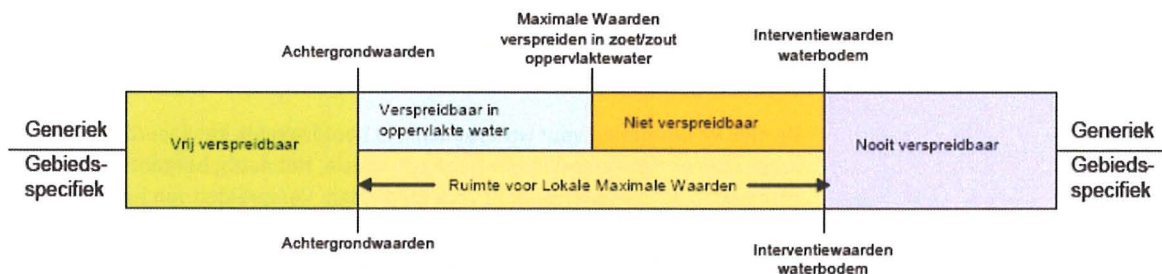 Maximale Waarden
verspreiden in zoet/zout
oppervlaktewater
Achtergrondwaarden
Interventiewaarden
waterbodem
Generiek
Gebieds-
specifiek
Vrij verspreidbaar
Verspreidbaar in
oppervlakte water
Niet verspreidbaar
Ruimte voor Lokale Maximale Waarden
Nooit verspreidbaar
Generiek
Gebieds-
specifiek
Achtergrondwaarden
Interventiewaarden
waterbodem